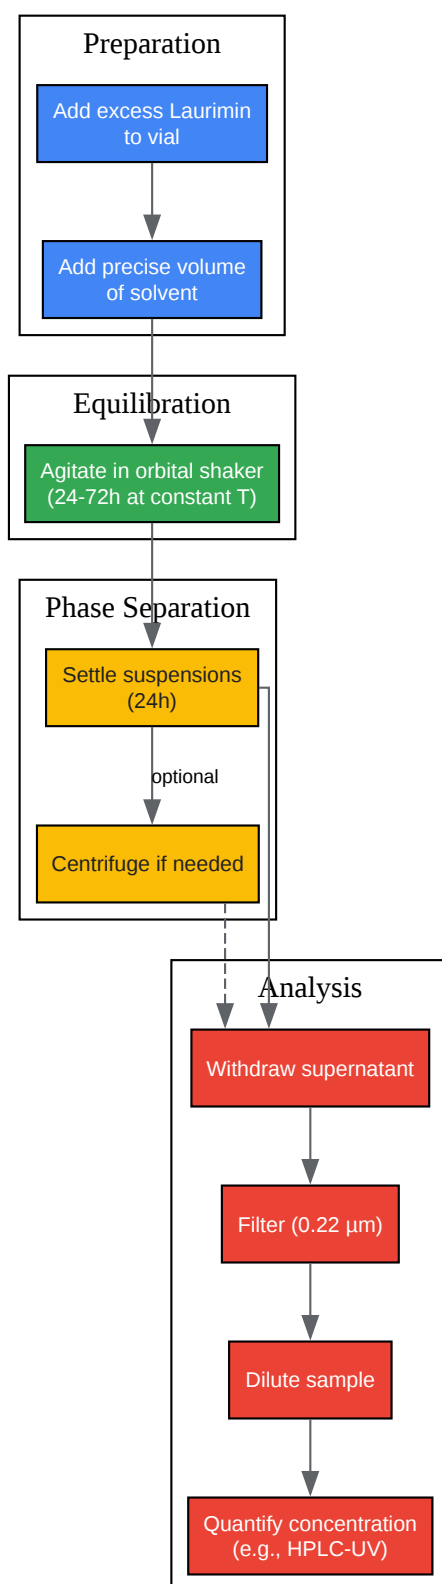 Preparation
Add excess Laurimin
to vial
Add precise volume
of solvent
Equilibration
Agitate in orbital shaker
(24-72h at constant T)
Phase Separation
Settle suspensions
(24h)
optional
Centrifuge if needed
Analysis
Withdraw supernatant
Filter (0.22 µm)
Dilute sample
Quantify concentration
(e.g., HPLC-UV)